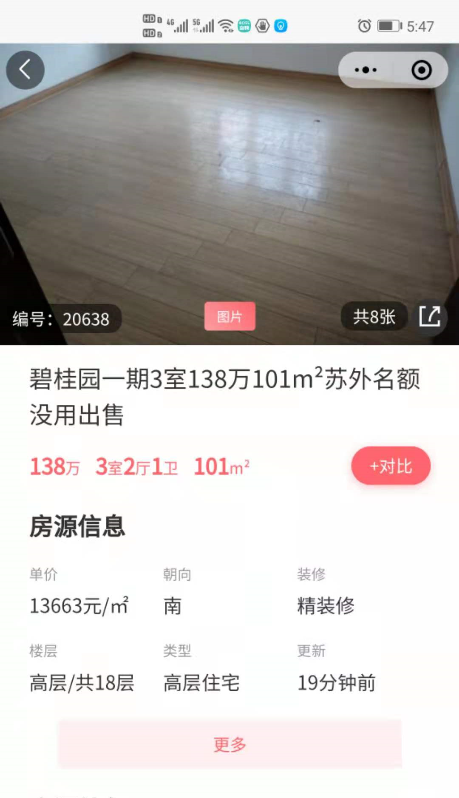 5:47
编号：20638
图片
共8张
碧桂园一期3室138万101m²苏外名额
没用出售
138万 3室2厅1卫 101m²
+对比
房源信息
单价 朝向 装修
13663元/㎡ 南 精装修
楼层 类型 更新
高层/共18层 高层住宅 19分钟前
更多